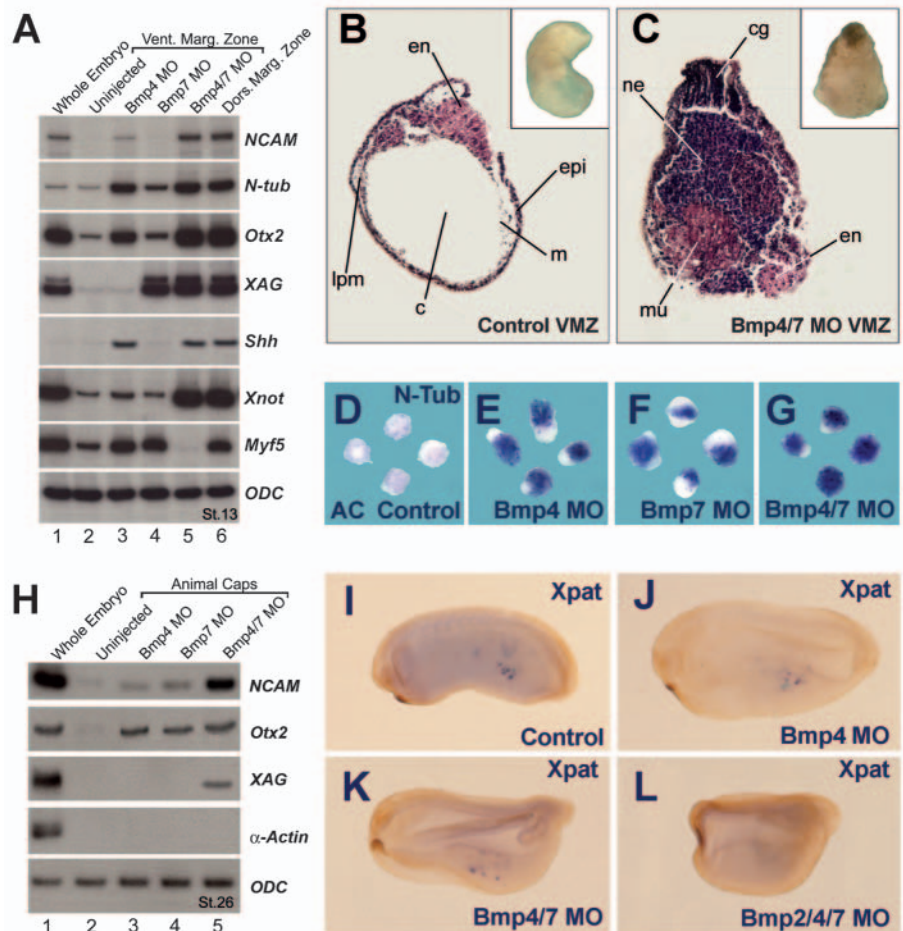 A
Vent. Marg. Zone
Whole Embryo
Uninjected
Bmp4 MO
Bmp7 MO
Bmp4/7 MO
Dors. Marg. Zone
NCAM
N-tub
Otx2
XAG
Shh
Xnot
Myf5
ODC
St.13
1 2 3 4 5 6
B
en
epi
lpm
c
m
Control VMZ
C
cg
ne
en
mu
Bmp4/7 MO VMZ
D
N-Tub
AC Control
E
Bmp4 MO
F
Bmp7 MO
G
Bmp4/7 MO
H
Animal Caps
Whole Embryo
Uninjected
Bmp4 MO
Bmp7 MO
Bmp4/7 MO
NCAM
Otx2
XAG
α-Actin
ODC
St.26
1 2 3 4 5
I
Xpat
Control
J
Xpat
Bmp4 MO
K
Xpat
Bmp4/7 MO
L
Xpat
Bmp2/4/7 MO